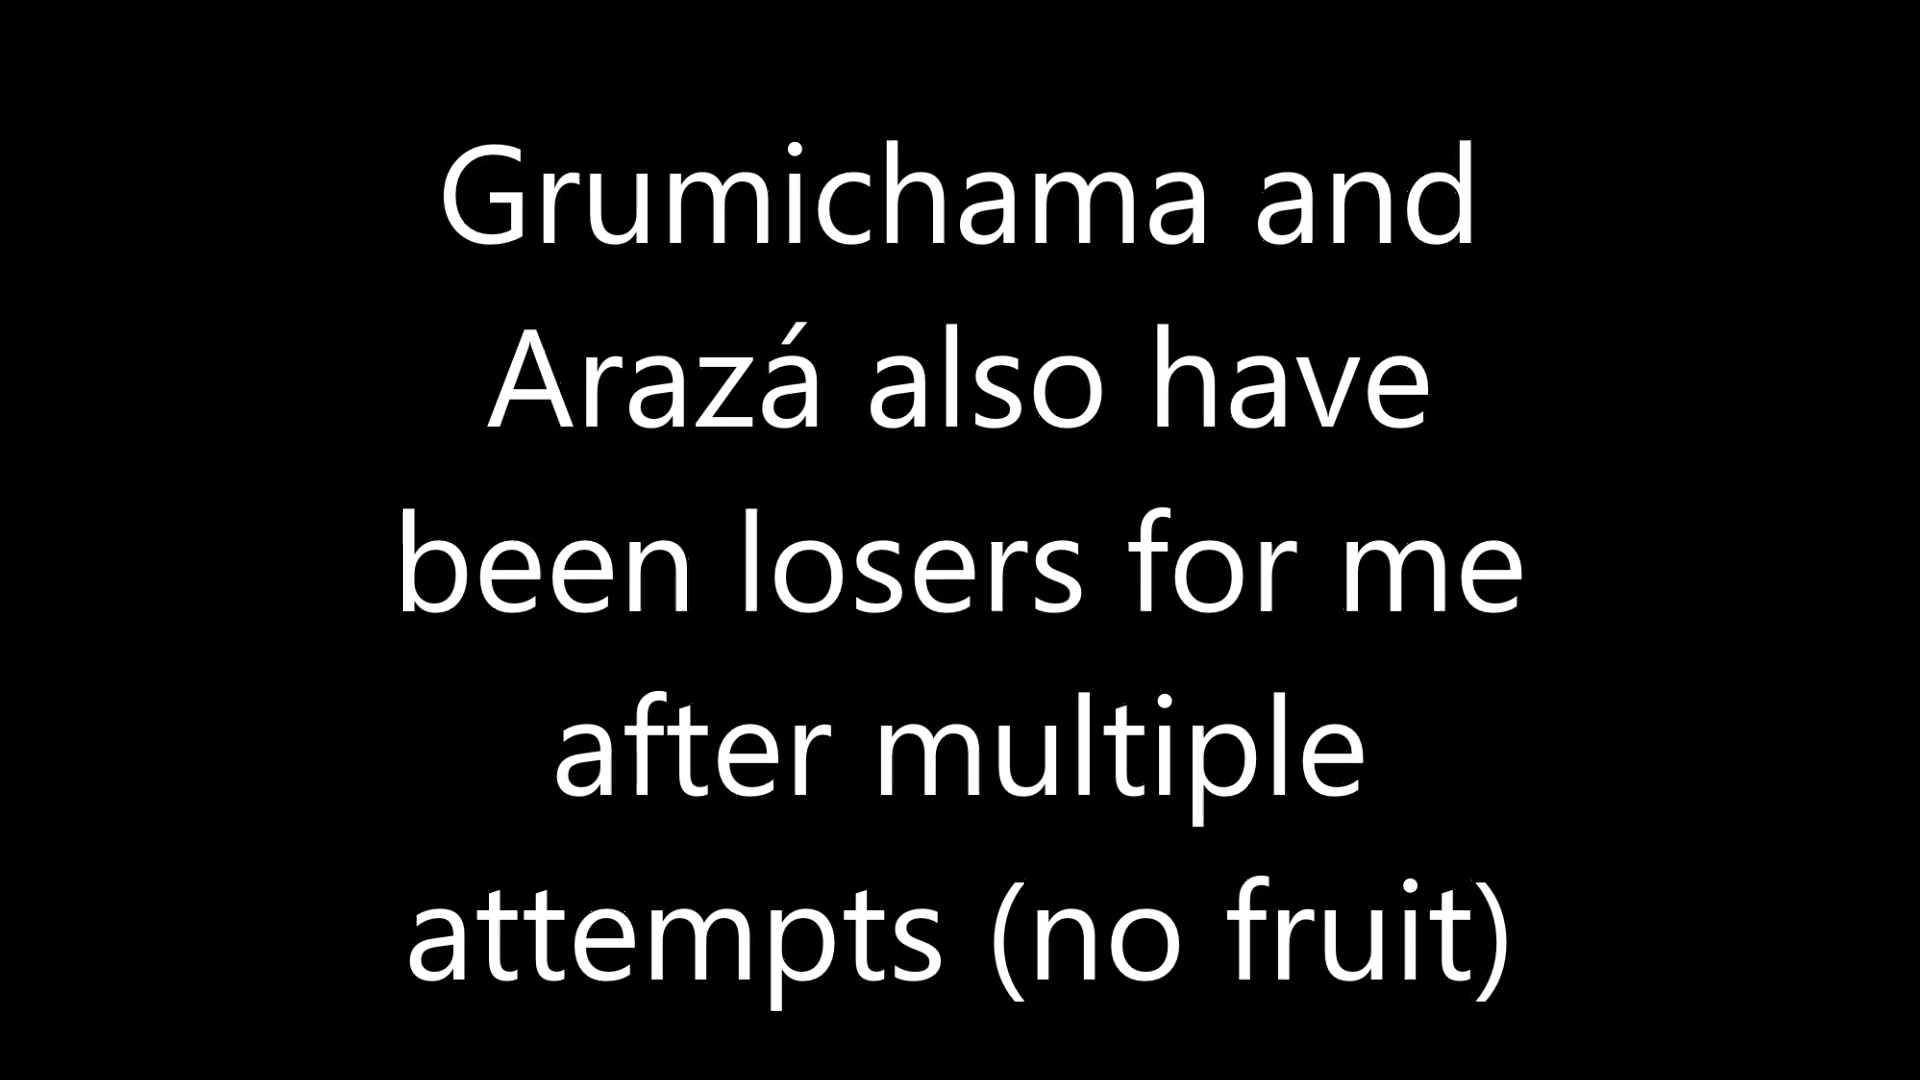 Grumichama and
Arazá also have
been losers for me
after multiple
attempts (no fruit)